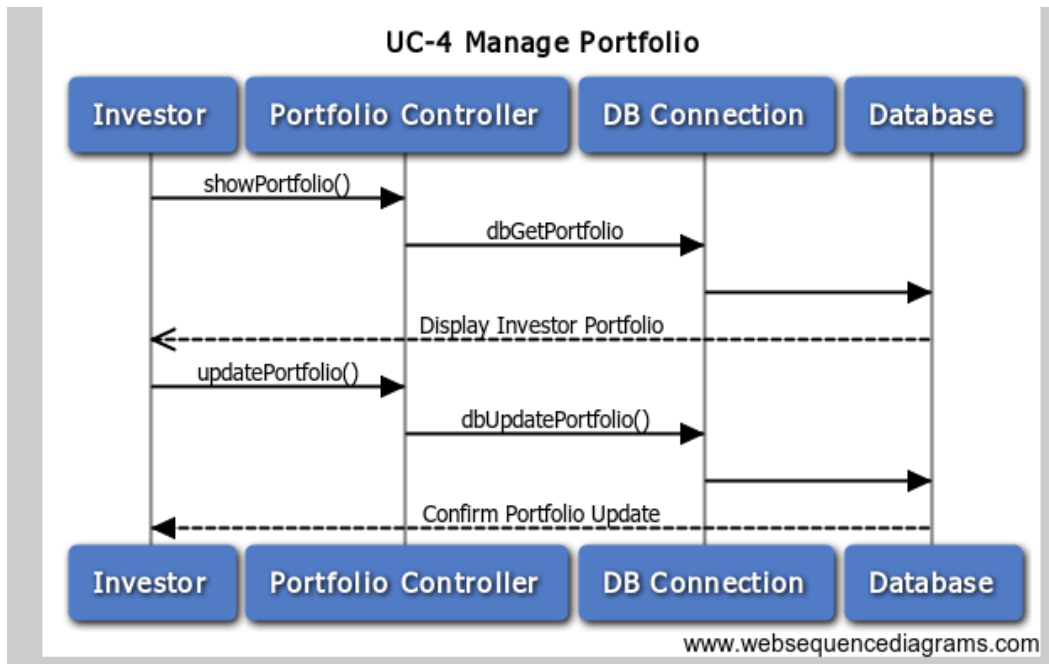 UC-4 Manage Portfolio
Investor Portfolio Controller DB Connection Database
showPortfolio()
dbGetPortfolio
Display Investor Portfolio
updatePortfolio()
dbUpdatePortfolio()
Confirm Portfolio Update
Investor Portfolio Controller DB Connection Database
www.websequencediagrams.com